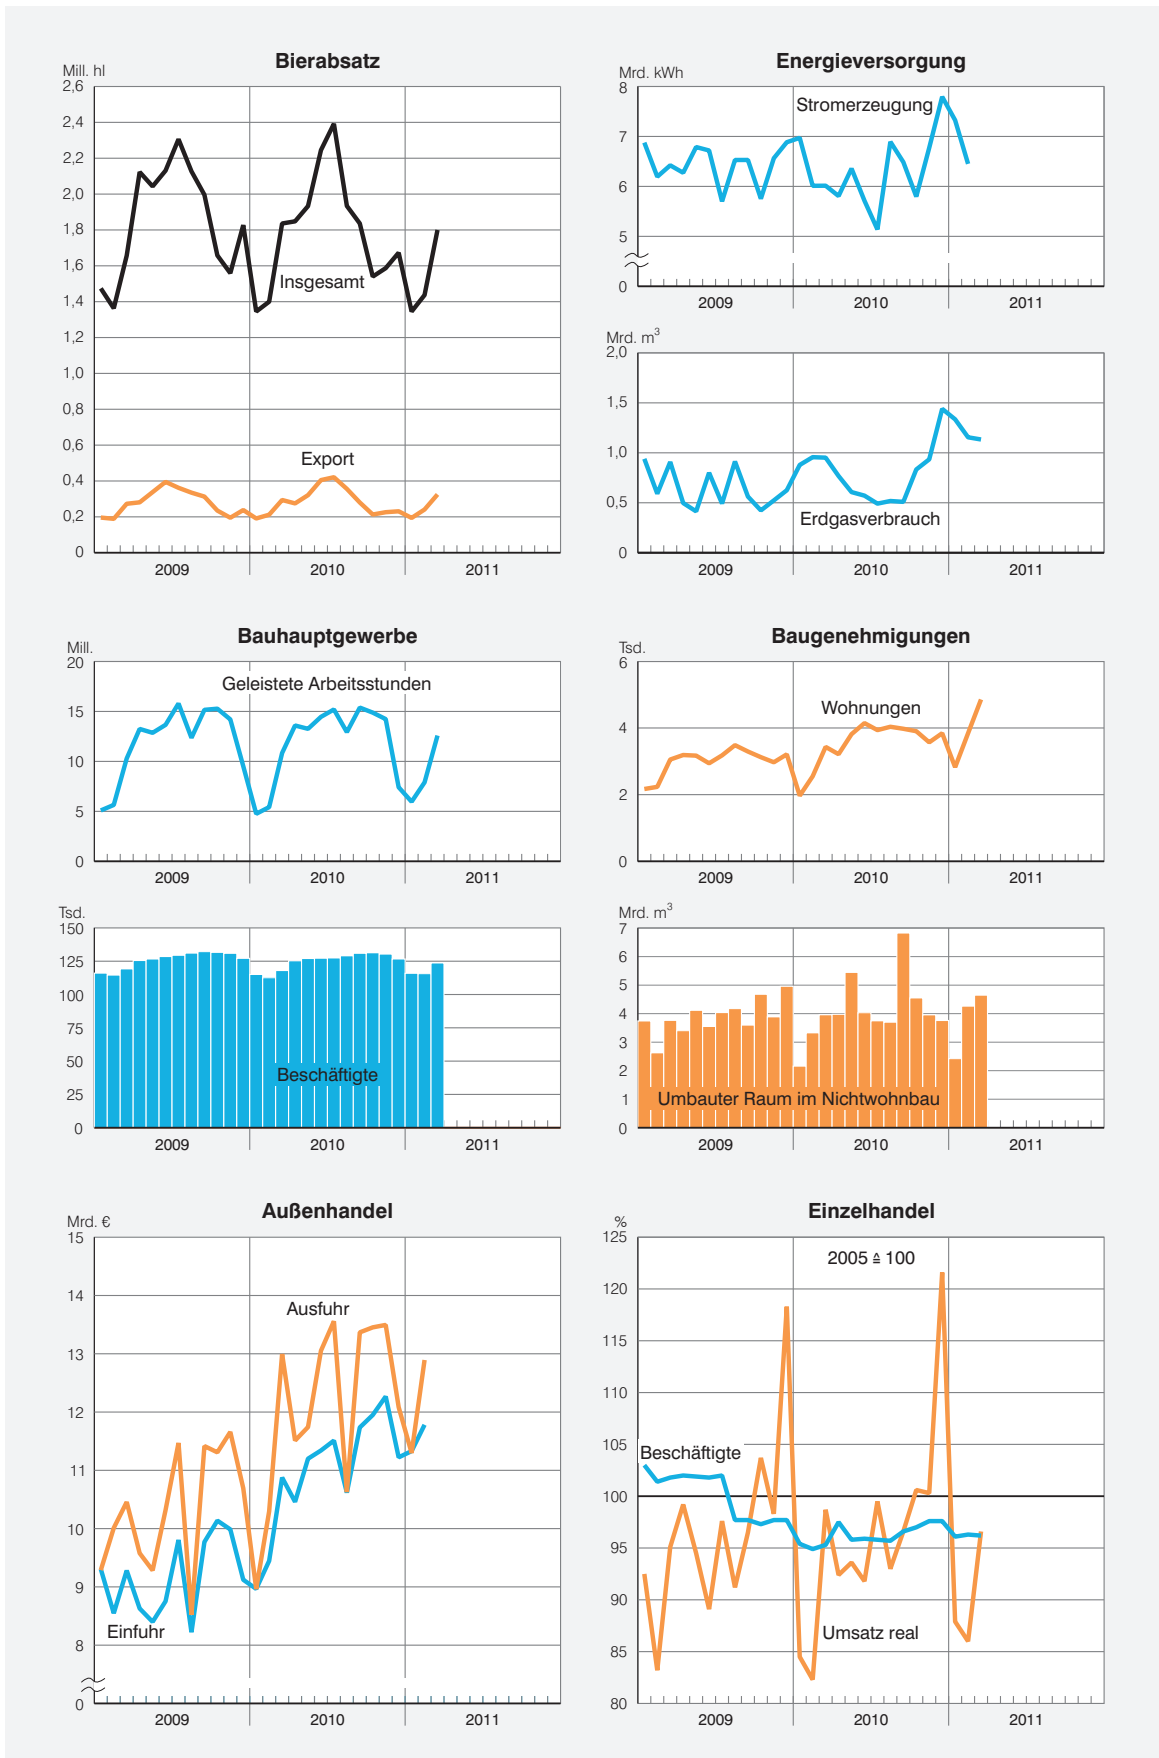 Bierabsatz
Mill. hl
2,6
2,4
2,2
2,0
1,8
1,6
1,4
1,2
1,0
0,8
0,6
0,4
0,2
0
Insgesamt
Export
2009 2010 2011
Energieversorgung
Mrd. kWh
8
7
6
5
0
Stromerzeugung
2009 2010 2011
Mrd. m³
2,0
1,5
1,0
0,5
0
Erdgasverbrauch
2009 2010 2011
Bauhauptgewerbe
Mill.
20
15
10
5
0
Geleistete Arbeitsstunden
2009 2010 2011
Tsd.
150
125
100
75
50
25
0
Beschäftigte
2009 2010 2011
Baugenehmigungen
Tsd.
6
4
2
0
Wohnungen
2009 2010 2011
Mrd. m³
7
6
5
4
3
2
1
0
Umbauter Raum im Nichtwohnbau
2009 2010 2011
Außenhandel
Mrd. €
15
14
13
12
11
10
9
8
0
Ausfuhr
Einfuhr
2009 2010 2011
Einzelhandel
%
125
120
115
110
105
100
95
90
85
80
2005 ≙ 100
Beschäftigte
Umsatz real
2009 2010 2011